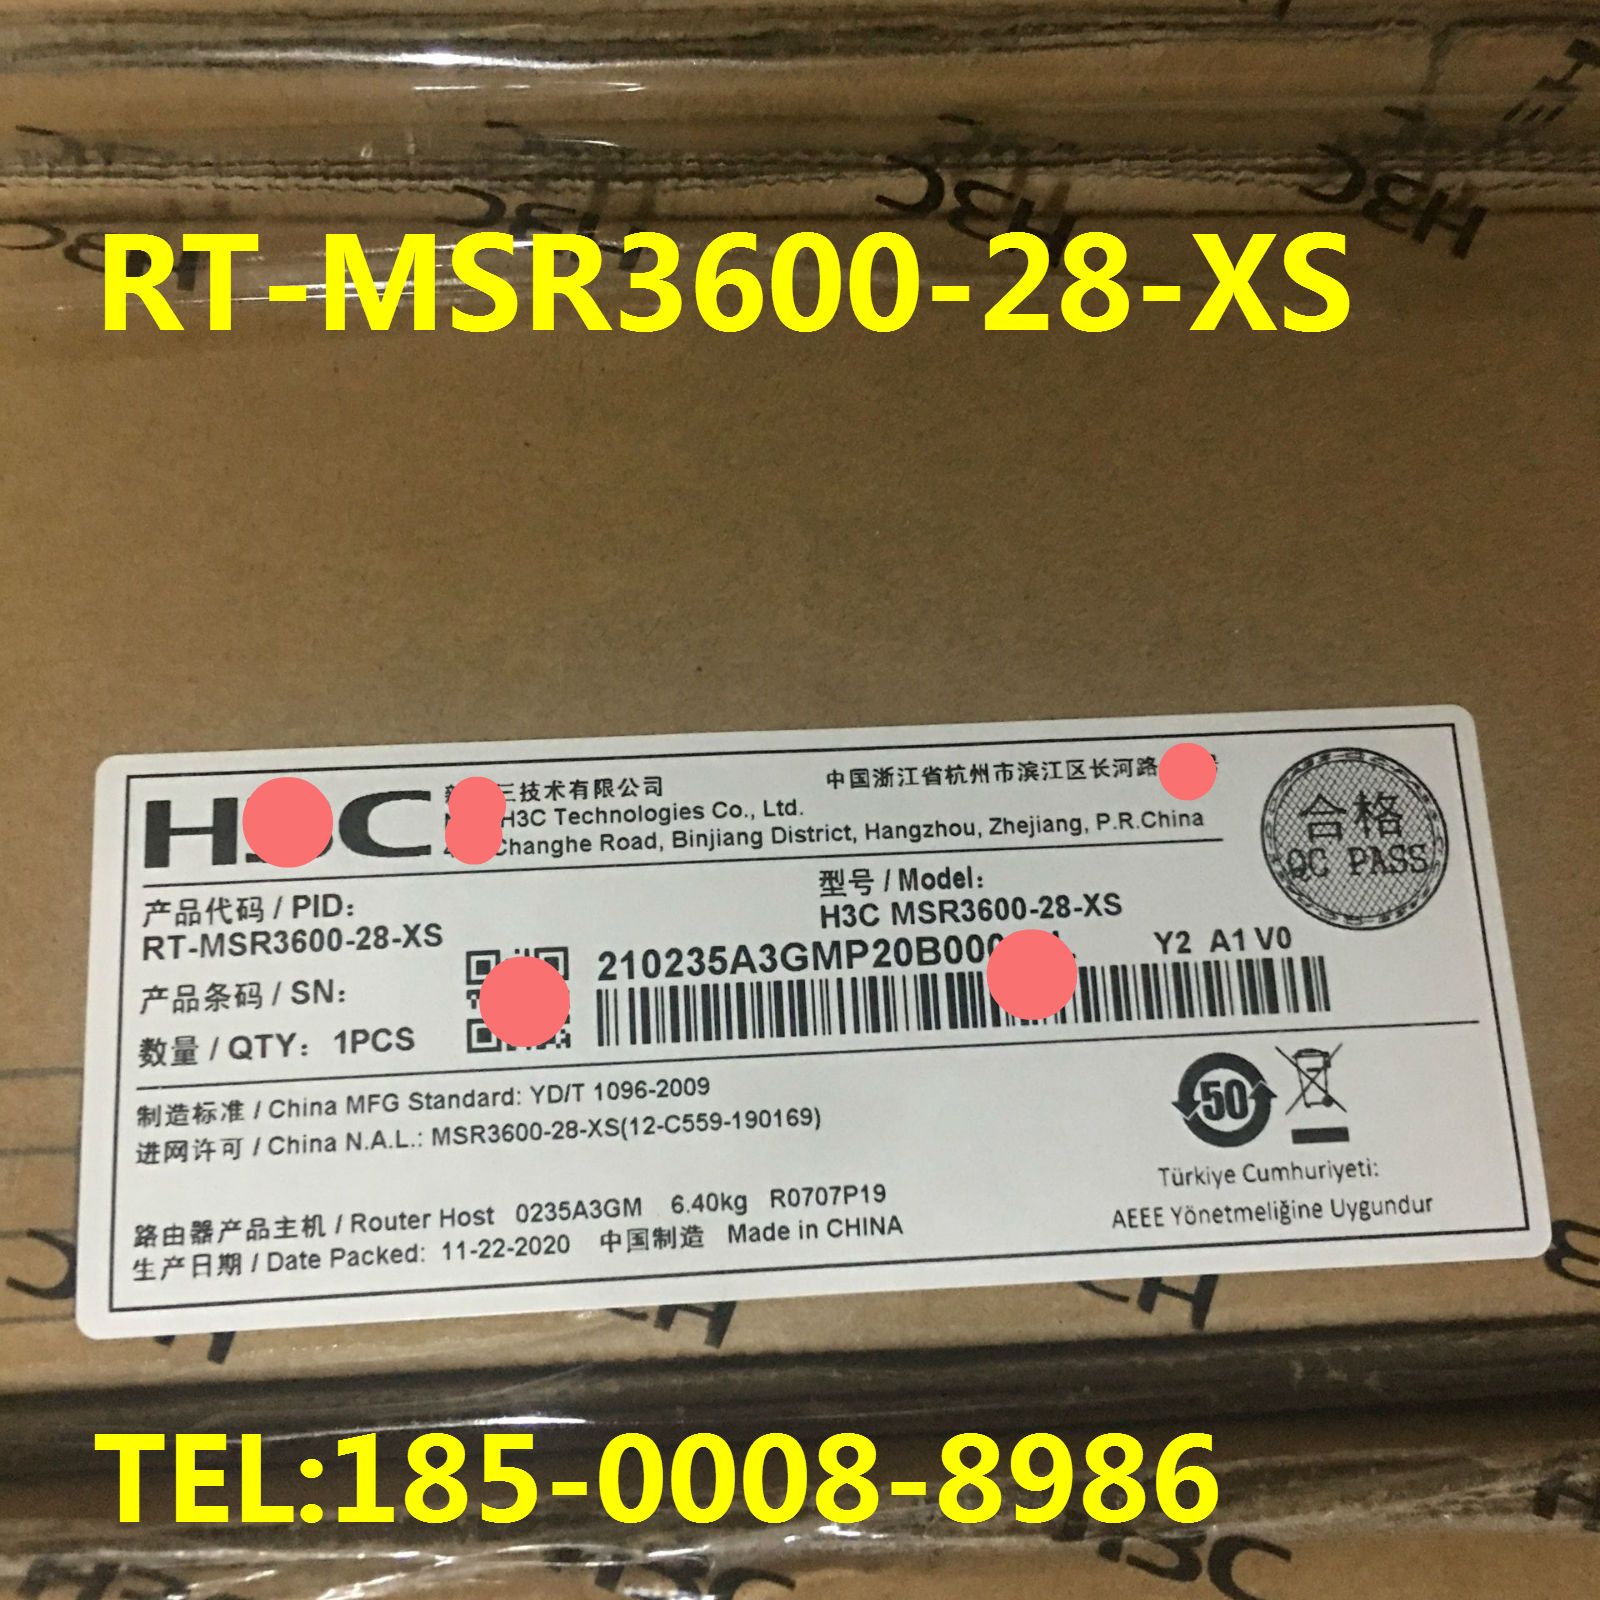 RT-MSR3600-28-XS
三技术有限公司
中国浙江省杭州市滨江区长河路
H3C Technologies Co., Ltd.
Changhe Road, Binjiang District, Hangzhou, Zhejiang, P.R.China
合格
QC PASS
产品代码 / PID:
RT-MSR3600-28-XS
型号 / Model:
H3C MSR3600-28-XS
产品条码 / SN:
210235A3GMP20B000
Y2 A1 V0
数量 / QTY: 1PCS
制造标准 / China MFG Standard: YD/T 1096-2009
进网许可 / China N.A.L.: MSR3600-28-XS(12-C559-190169)
50
Türkiye Cumhuriyeti:
AEEE Yönetmeliğine Uygundur
路由器产品主机 / Router Host 0235A3GM 6.40kg R0707P19
生产日期 / Date Packed: 11-22-2020 中国制造 Made in CHINA
TEL:185-0008-8986